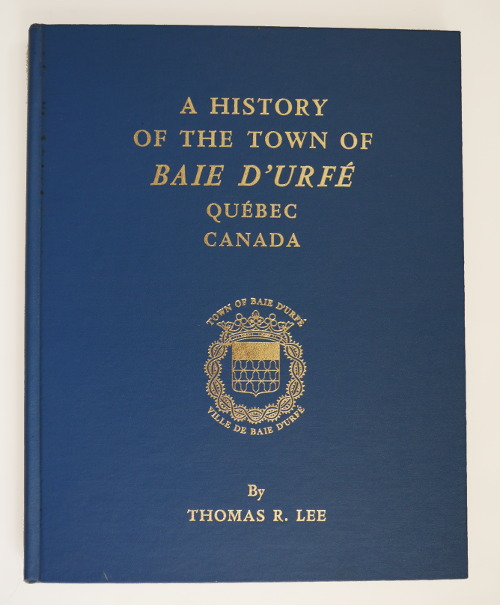 A HISTORY
OF THE TOWN OF
BAIE D'URFÉ
QUÉBEC
CANADA
TOWN OF BAIE D'URFÉ
VILLE DE BAIE D'URFÉ
By
THOMAS R. LEE